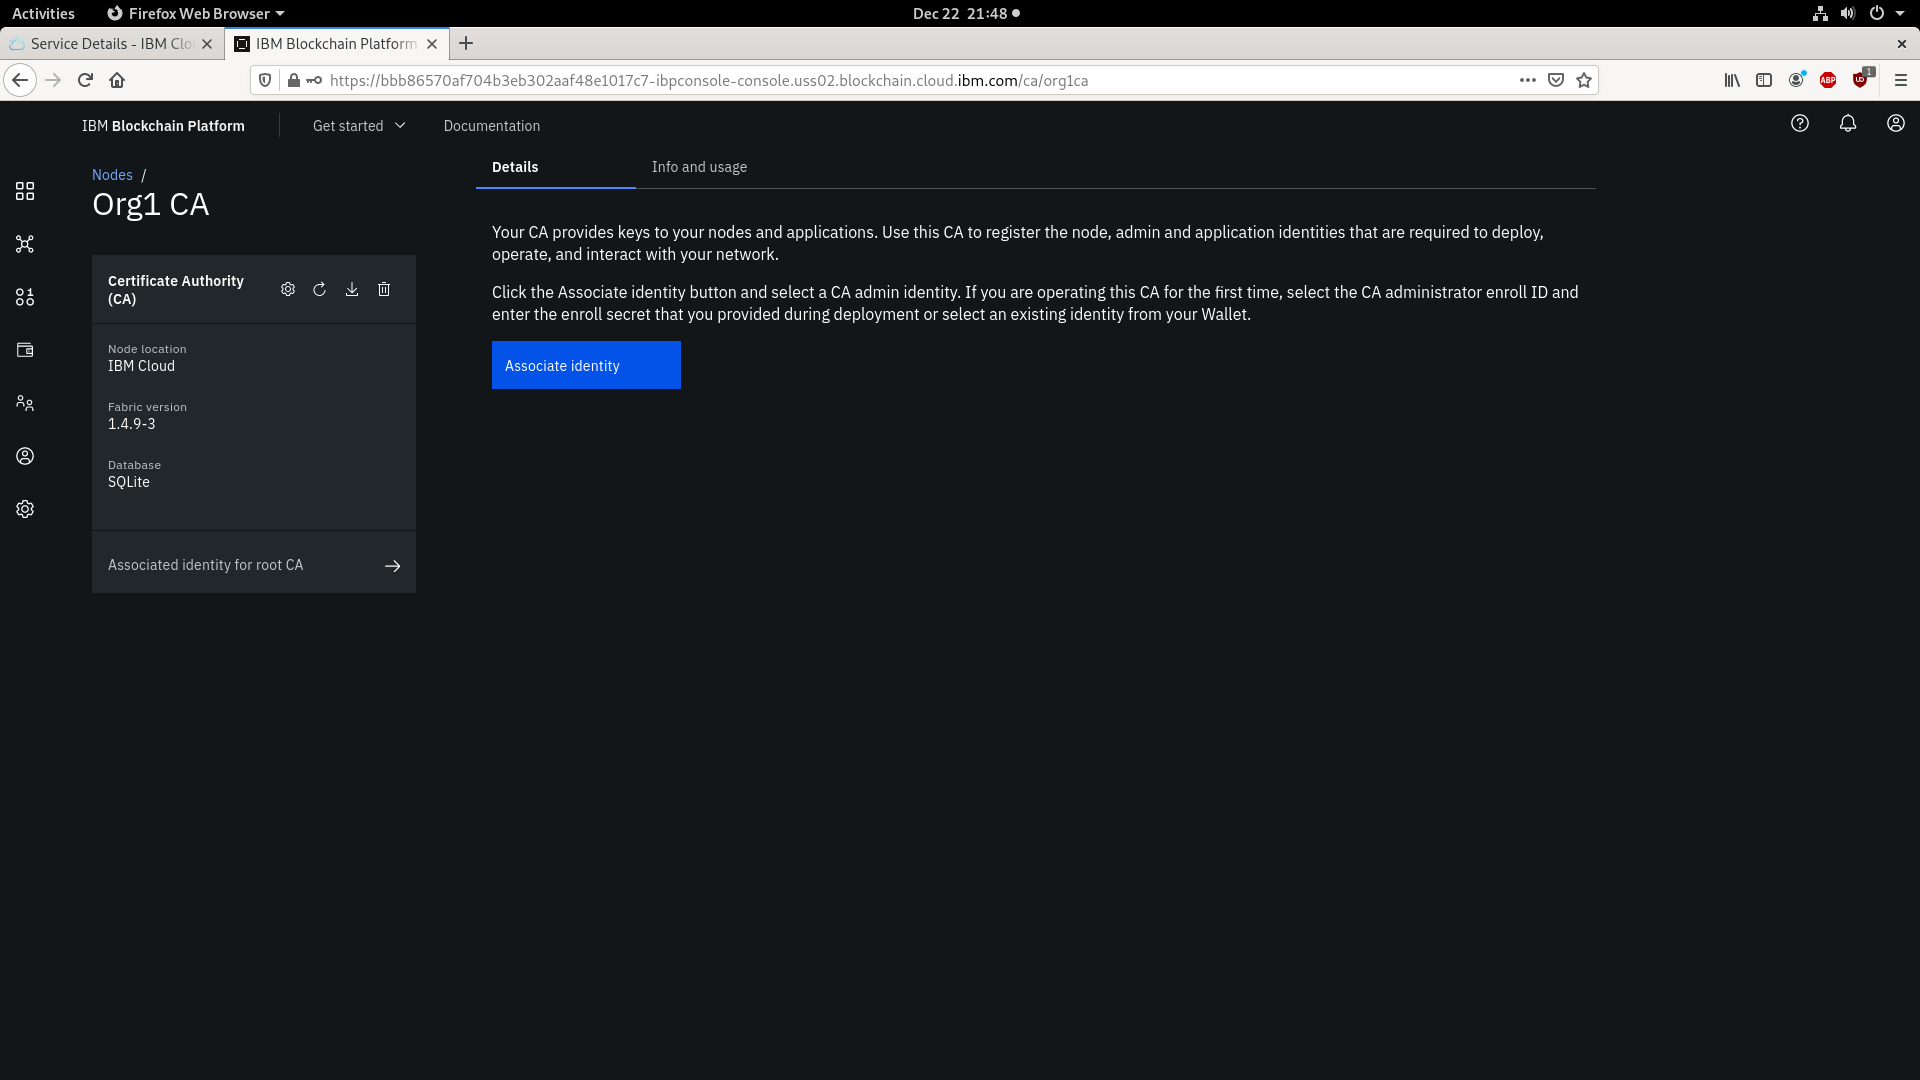 Activities
Firefox Web Browser
Dec 22 21:48
Service Details - IBM Clo
IBM Blockchain Platform
https://bbb86570af704b3eb302aaf48e1017c7-ibpconsole-console.uss02.blockchain.cloud.ibm.com/ca/org1ca
ABP
1
IBM Blockchain Platform
Get started
Documentation
Nodes /
Org1 CA
Details
Info and usage
Your CA provides keys to your nodes and applications. Use this CA to register the node, admin and application identities that are required to deploy,
operate, and interact with your network.
Click the Associate identity button and select a CA admin identity. If you are operating this CA for the first time, select the CA administrator enroll ID and
enter the enroll secret that you provided during deployment or select an existing identity from your Wallet.
Associate identity
Certificate Authority
(CA)
Node location
IBM Cloud
Fabric version
1.4.9-3
Database
SQLite
Associated identity for root CA